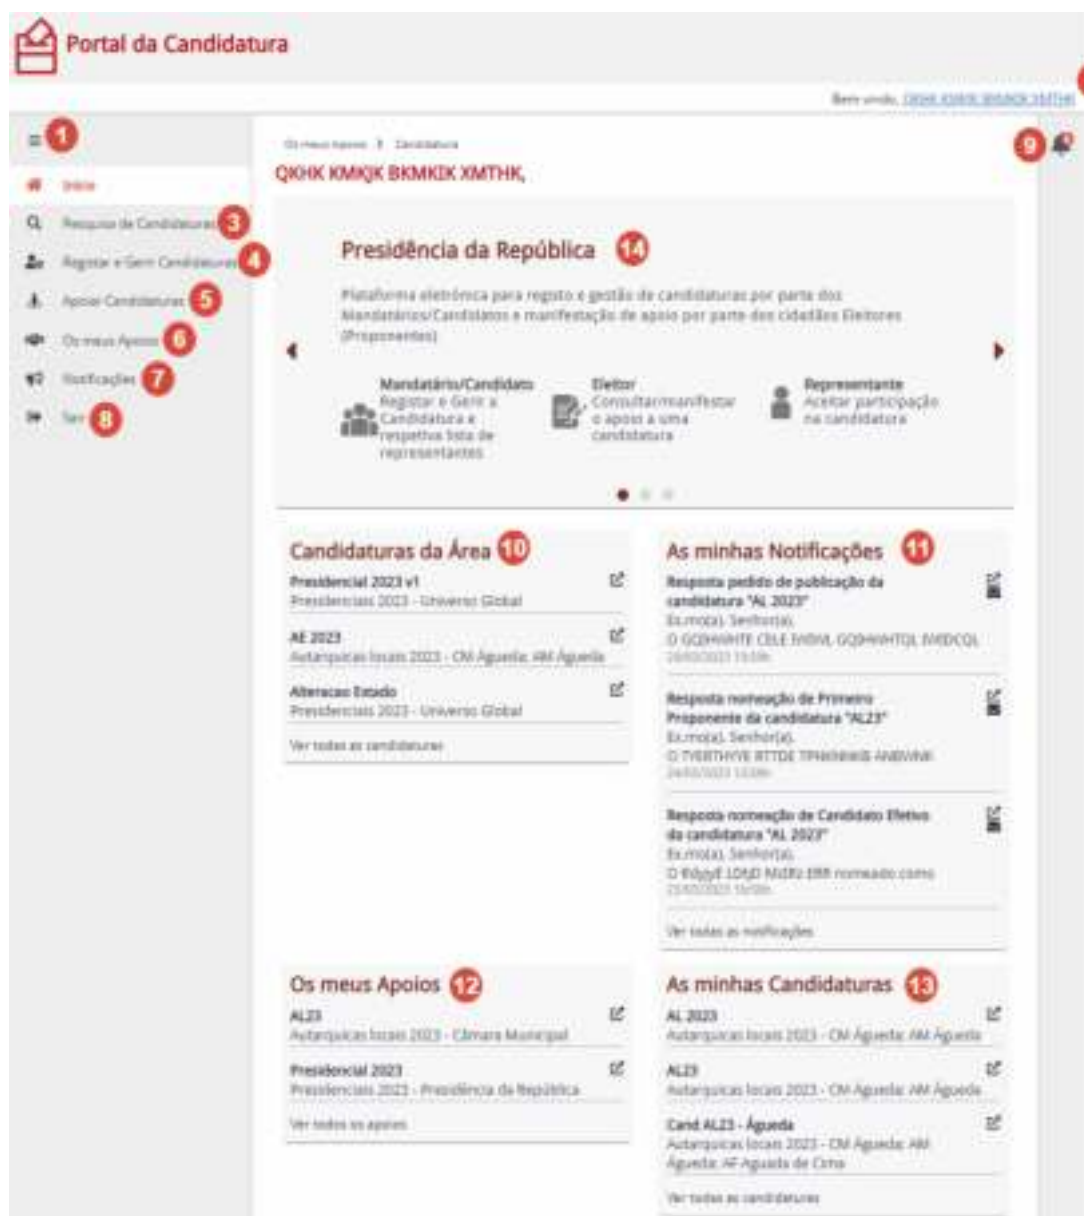 Portal da Candidatura
Bem-vindo,
1
9
Os meus Apoios > Candidatura
QKHK KMKJK BKMKIK XMTHK,
Início
Pesquisa de Candidaturas 3
Registar e Gerir Candidaturas 4
Apoiar Candidaturas 5
Os meus Apoios 6
Notificações 7
Sair 8
Presidência da República 14
Plataforma eletrónica para registo e gestão de candidaturas por parte dos
Mandatários/Candidatos e manifestação de apoio por parte dos cidadãos Eleitores
(Proponentes)
Mandatário/Candidato
Registar e Gerir a
Candidatura e
respetiva lista de
representantes
Eleitor
Consultar/manifestar
o apoio a uma
candidatura
Representante
Aceitar participação
na candidatura
Candidaturas da Área 10
Presidencial 2023 v1
Presidenciais 2023 - Universo Global
AE 2023
Autarquicas locais 2023 - CM Águeda; AM Águeda
Alteracao Estado
Presidenciais 2023 - Universo Global
Ver todas as candidaturas
As minhas Notificações 11
Resposta pedido de publicação da
candidatura "AL 2023"
Ex.mo(a). Senhor(a).
Resposta nomeação de Primeiro
Proponente da candidatura "AL23"
Ex.mo(a). Senhor(a).
Resposta nomeação de Candidato Efetivo
da candidatura "AL 2023"
Ex.mo(a). Senhor(a).
nomeado como
Ver todas as notificações
Os meus Apoios 12
AL23
Autarquicas locais 2023 - Câmara Municipal
Presidencial 2023
Presidenciais 2023 - Presidência da República
Ver todos os apoios
As minhas Candidaturas 13
AL 2023
Autarquicas locais 2023 - CM Águeda; AM Águeda
AL23
Autarquicas locais 2023 - CM Águeda; AM Águeda
Cand AL23 - Águeda
Autarquicas locais 2023 - CM Águeda; AM
Águeda; AF Aguada de Cima
Ver todas as candidaturas